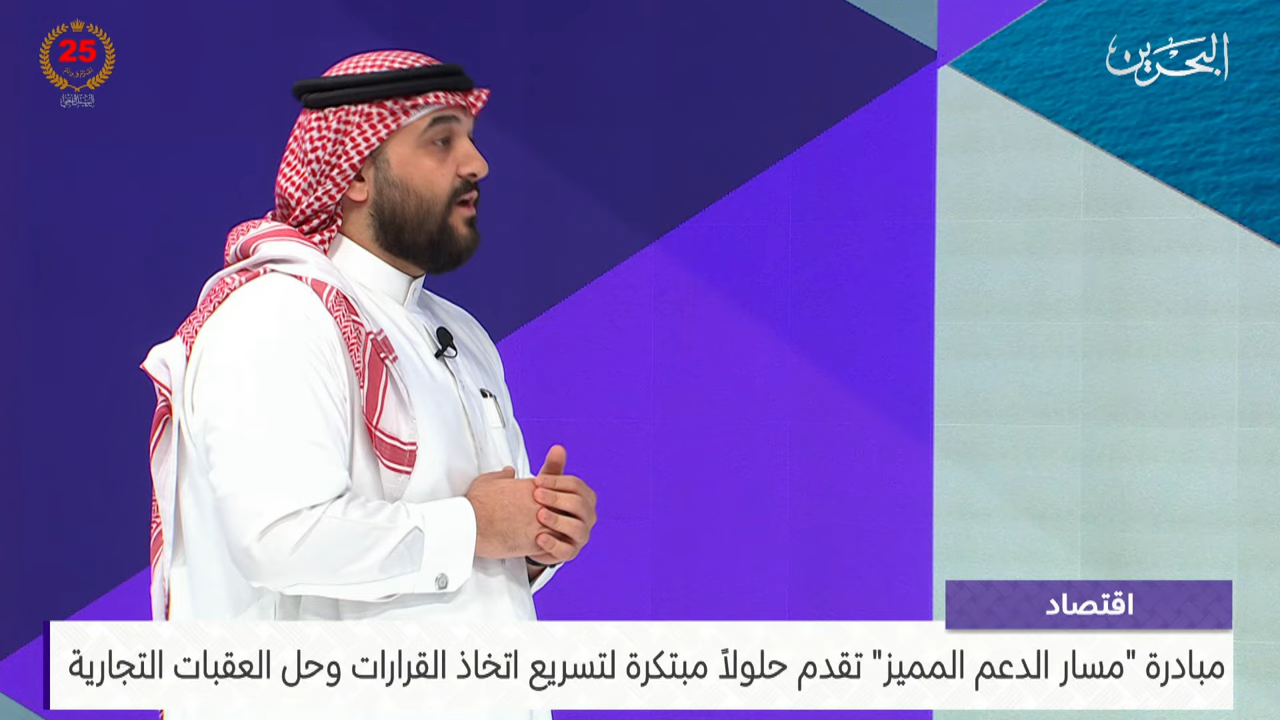 25
البحرين
اقتصاد
مبادرة "مسار الدعم المميز" تقدم حلولاً مبتكرة لتسريع اتخاذ القرارات وحل العقبات التجارية